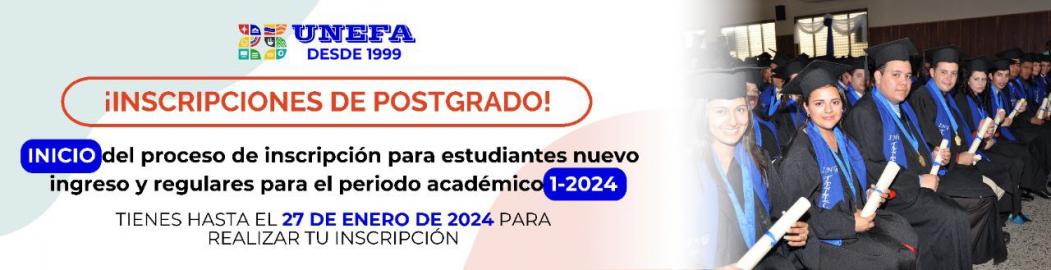 UNEFA
DESDE 1999
¡INSCRIPCIONES DE POSTGRADO!
INICIO del proceso de inscripción para estudiantes nuevo
ingreso y regulares para el periodo académico 1-2024
TIENES HASTA EL 27 DE ENERO DE 2024 PARA
REALIZAR TU INSCRIPCIÓN